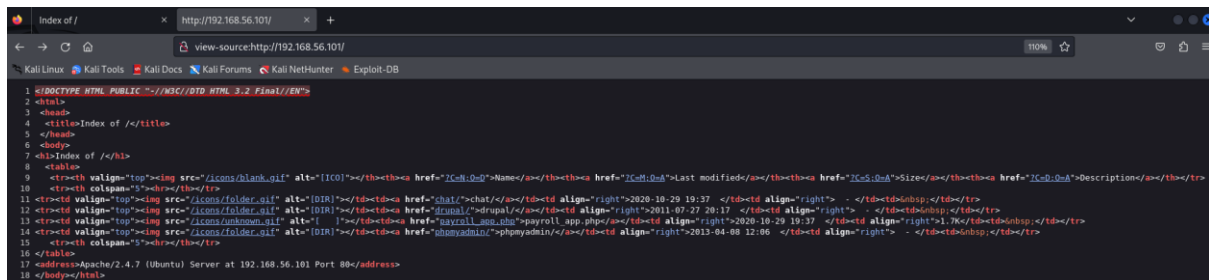 Index of /
http://192.168.56.101/
view-source:http://192.168.56.101/
110%
Kali Linux Kali Tools Kali Docs Kali Forums Kali NetHunter Exploit-DB
1 <!DOCTYPE HTML PUBLIC "-//W3C//DTD HTML 3.2 Final//EN">
2 <html>
3 <head>
4 <title>Index of /</title>
5 </head>
6 <body>
7 <h1>Index of /</h1>
8 <table>
9 <tr><th valign="top"><img src="/icons/blank.gif" alt="[ICO]"></th><th><a href="?C=N;O=D">Name</a></th><th><a href="?C=M;O=A">Last modified</a></th><th><a href="?C=S;O=A">Size</a></th><th><a href="?C=D;O=A">Description</a></th></tr>
10 <tr><th colspan="5"><hr></th></tr>
11 <tr><td valign="top"><img src="/icons/folder.gif" alt="[DIR]"></td><td><a href="chat/">chat/</a></td><td align="right">2020-10-29 19:37 </td><td align="right"> - </td><td>&nbsp;</td></tr>
12 <tr><td valign="top"><img src="/icons/folder.gif" alt="[DIR]"></td><td><a href="drupal/">drupal/</a></td><td align="right">2011-07-27 20:17 </td><td align="right"> - </td><td>&nbsp;</td></tr>
13 <tr><td valign="top"><img src="/icons/unknown.gif" alt="[ ]"></td><td><a href="payroll_app.php">payroll_app.php</a></td><td align="right">2020-10-29 19:37 </td><td align="right">1.7K</td><td>&nbsp;</td></tr>
14 <tr><td valign="top"><img src="/icons/folder.gif" alt="[DIR]"></td><td><a href="phpmyadmin/">phpmyadmin/</a></td><td align="right">2013-04-08 12:06 </td><td align="right"> - </td><td>&nbsp;</td></tr>
15 <tr><th colspan="5"><hr></th></tr>
16 </table>
17 <address>Apache/2.4.7 (Ubuntu) Server at 192.168.56.101 Port 80</address>
18 </body></html>